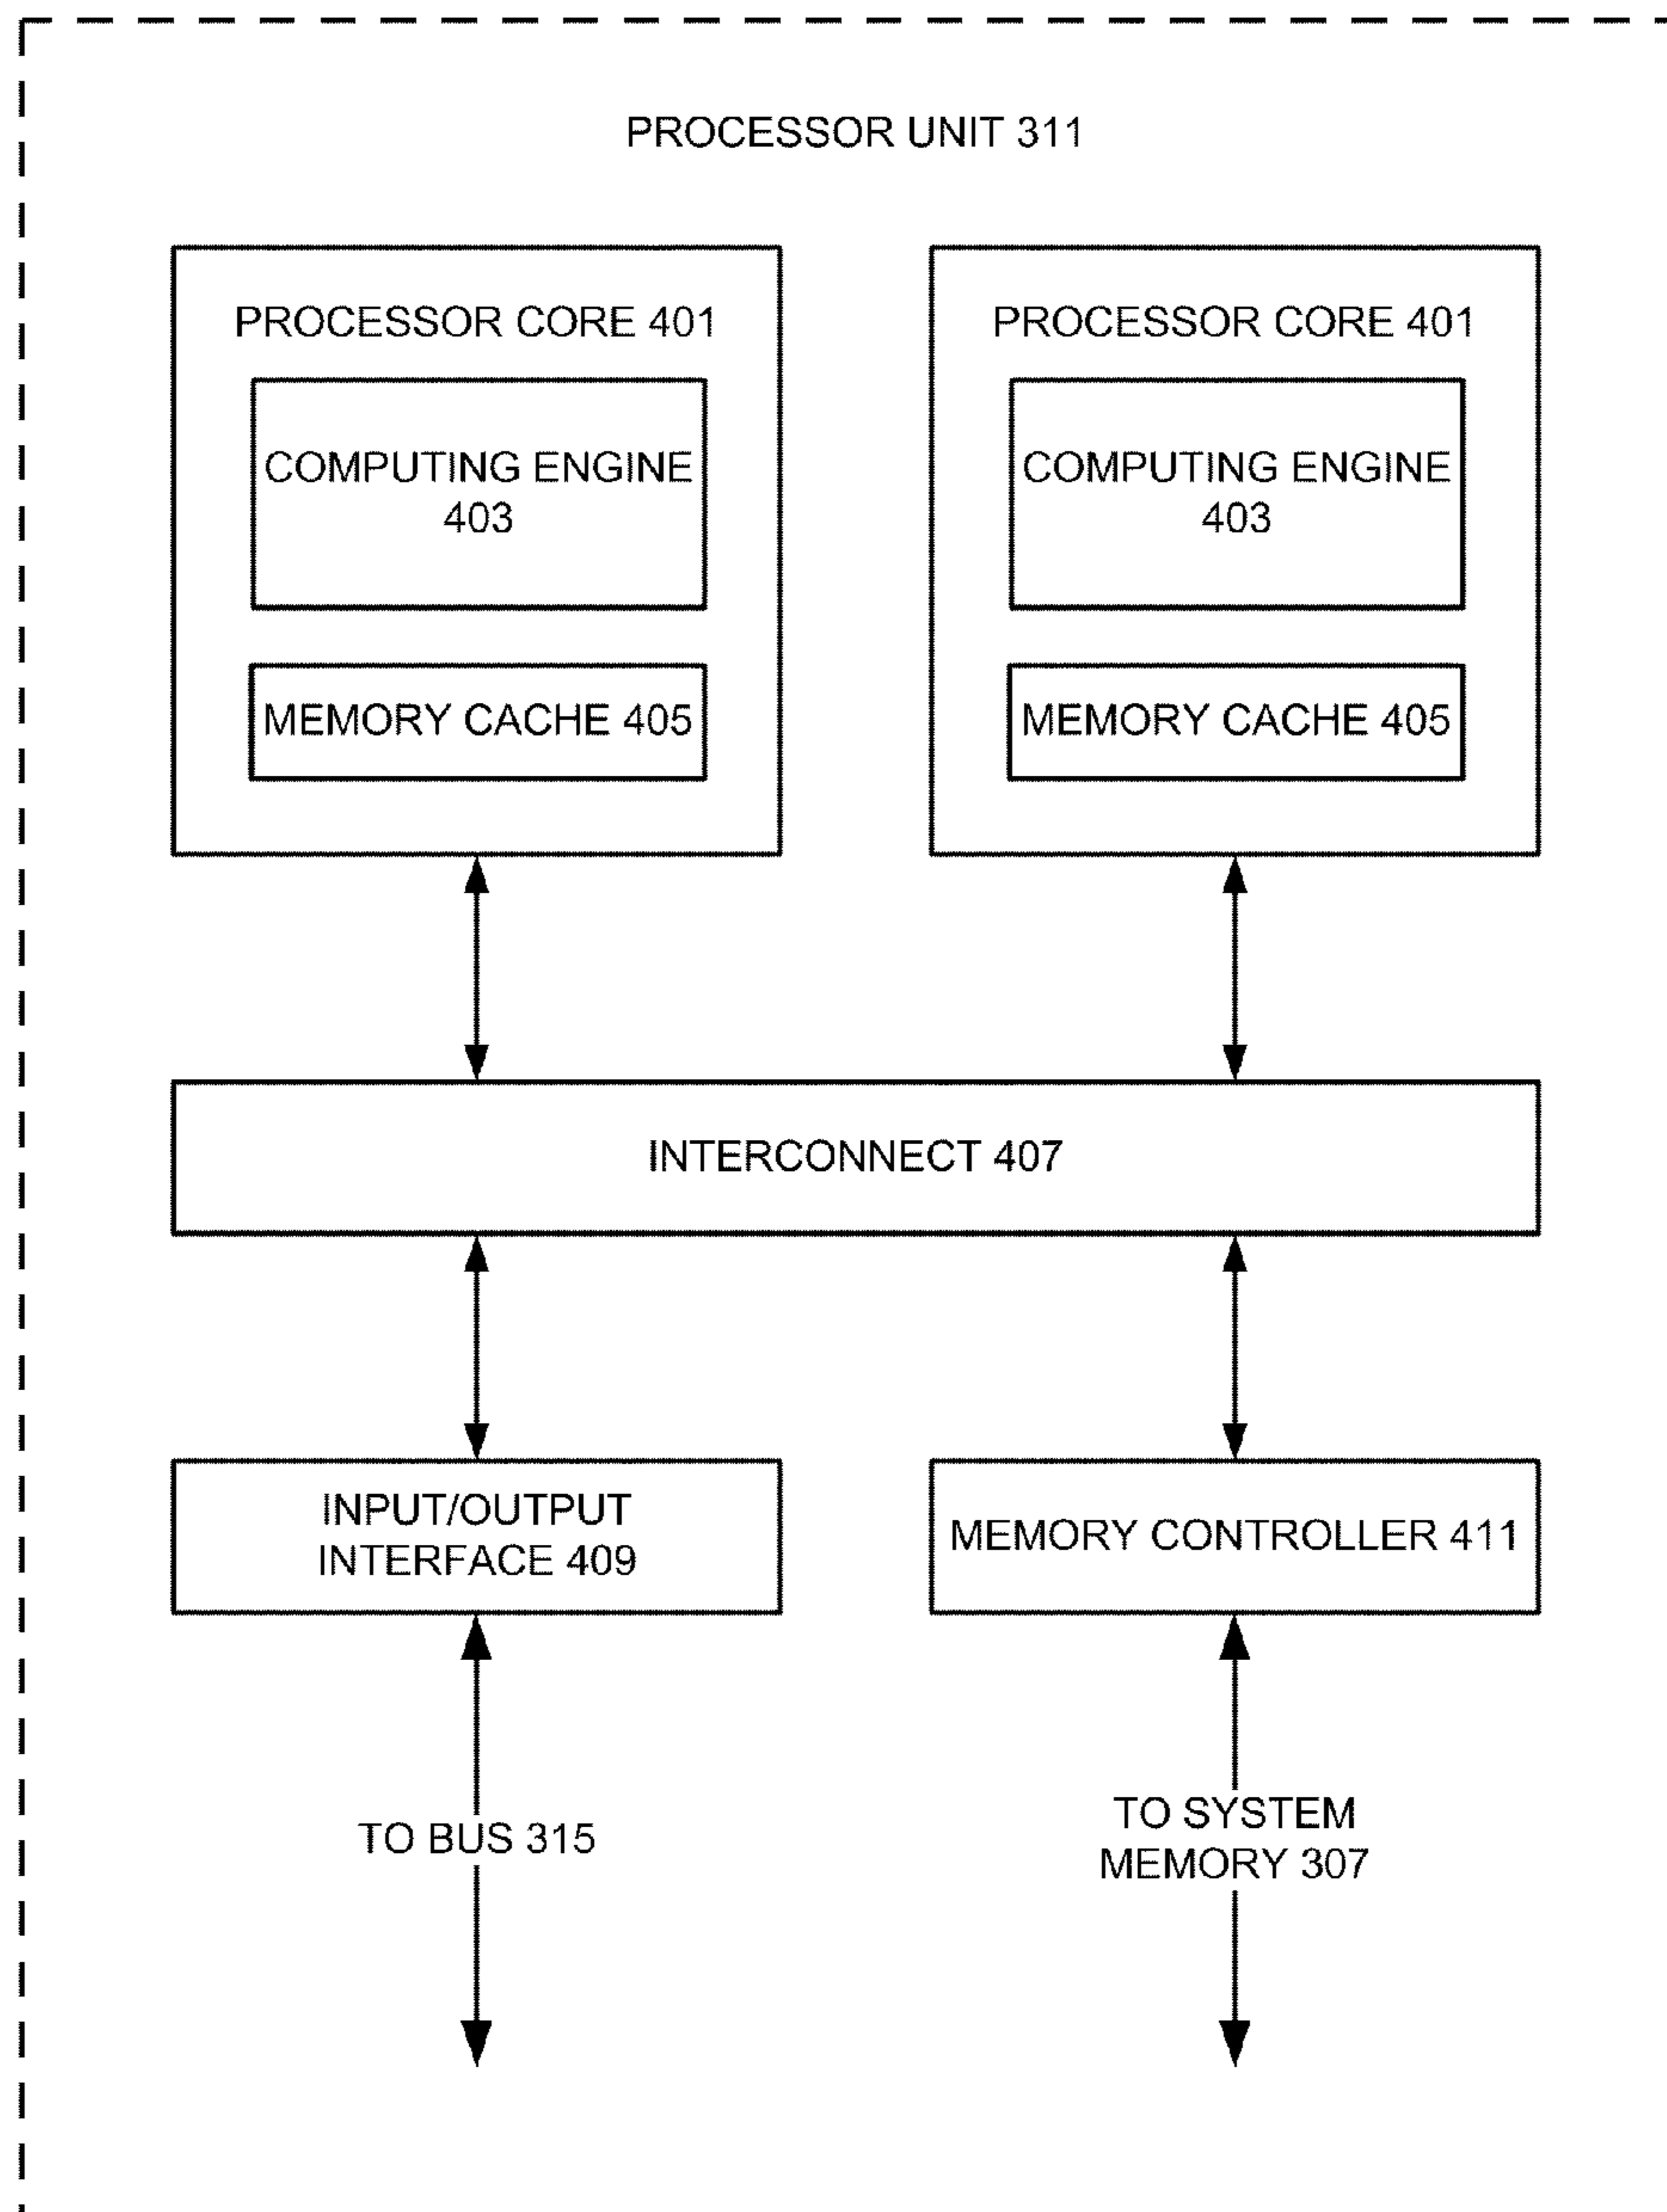 PROCESSOR UNIT 311
PROCESSOR CORE 401
COMPUTING ENGINE
403
MEMORY CACHE 405
PROCESSOR CORE 401
COMPUTING ENGINE
403
MEMORY CACHE 405
INTERCONNECT 407
INPUT/OUTPUT
INTERFACE 409
MEMORY CONTROLLER 411
TO BUS 315
TO SYSTEM
MEMORY 307